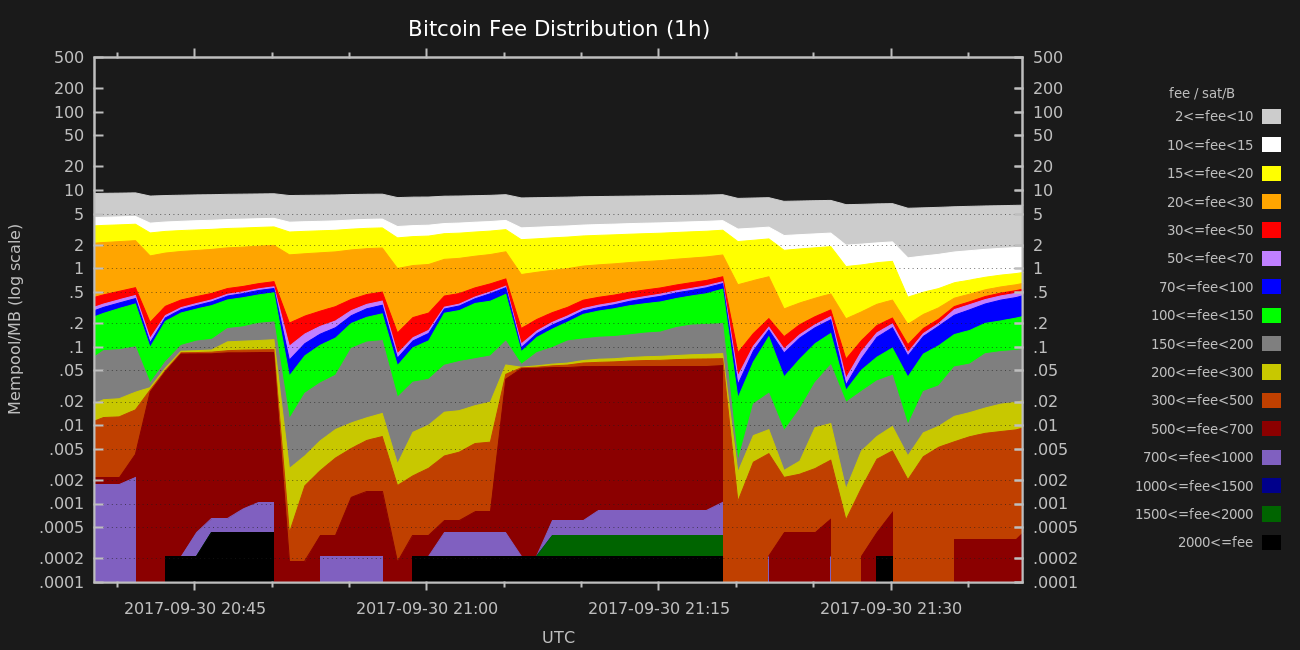 Bitcoin Fee Distribution (1h)
500 500
200 200
100 100
50 50
20 20
10 10
5 5
2 2
1 1
.5 .5
.2 .2
.1 .1
.05 .05
.02 .02
.01 .01
.005 .005
.002 .002
.001 .001
.0005 .0005
.0002 .0002
.0001 .0001
Mempool/MB (log scale)
2017-09-30 20:45 2017-09-30 21:00 2017-09-30 21:15 2017-09-30 21:30
UTC
fee / sat/B
2<=fee<10
10<=fee<15
15<=fee<20
20<=fee<30
30<=fee<50
50<=fee<70
70<=fee<100
100<=fee<150
150<=fee<200
200<=fee<300
300<=fee<500
500<=fee<700
700<=fee<1000
1000<=fee<1500
1500<=fee<2000
2000<=fee